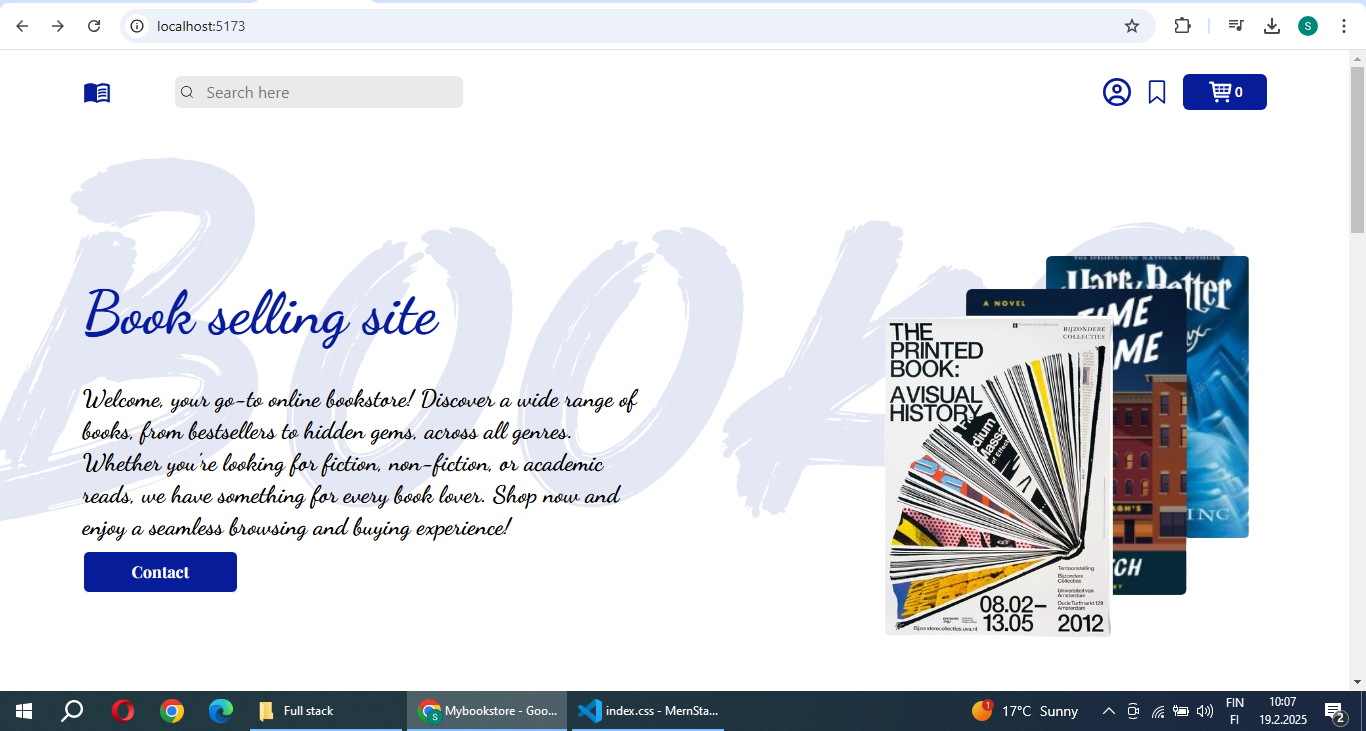 localhost:5173
S
Search here
0
Book
Book selling site
Welcome, your go-to online bookstore! Discover a wide range of
books, from bestsellers to hidden gems, across all genres.
Whether you're looking for fiction, non-fiction, or academic
reads, we have something for every book lover. Shop now and
enjoy a seamless browsing and buying experience!
Contact
Harry Potter
A NOVEL
TIME
THE
PRINTED
BOOK:
A VISUAL
HISTORY
BIJZONDERE
COLLECTIES
Tentoonstelling
Bijzondere
Collecties
Universiteit van
Amsterdam
Oude Turfmarkt 129
Amsterdam
08.02–
13.05
2012
Bijzonderecollecties.uva.nl
Full stack
S
Mybookstore - Goo...
index.css - MernSta...
1
17°C Sunny
FIN
FI
10:07
19.2.2025
2